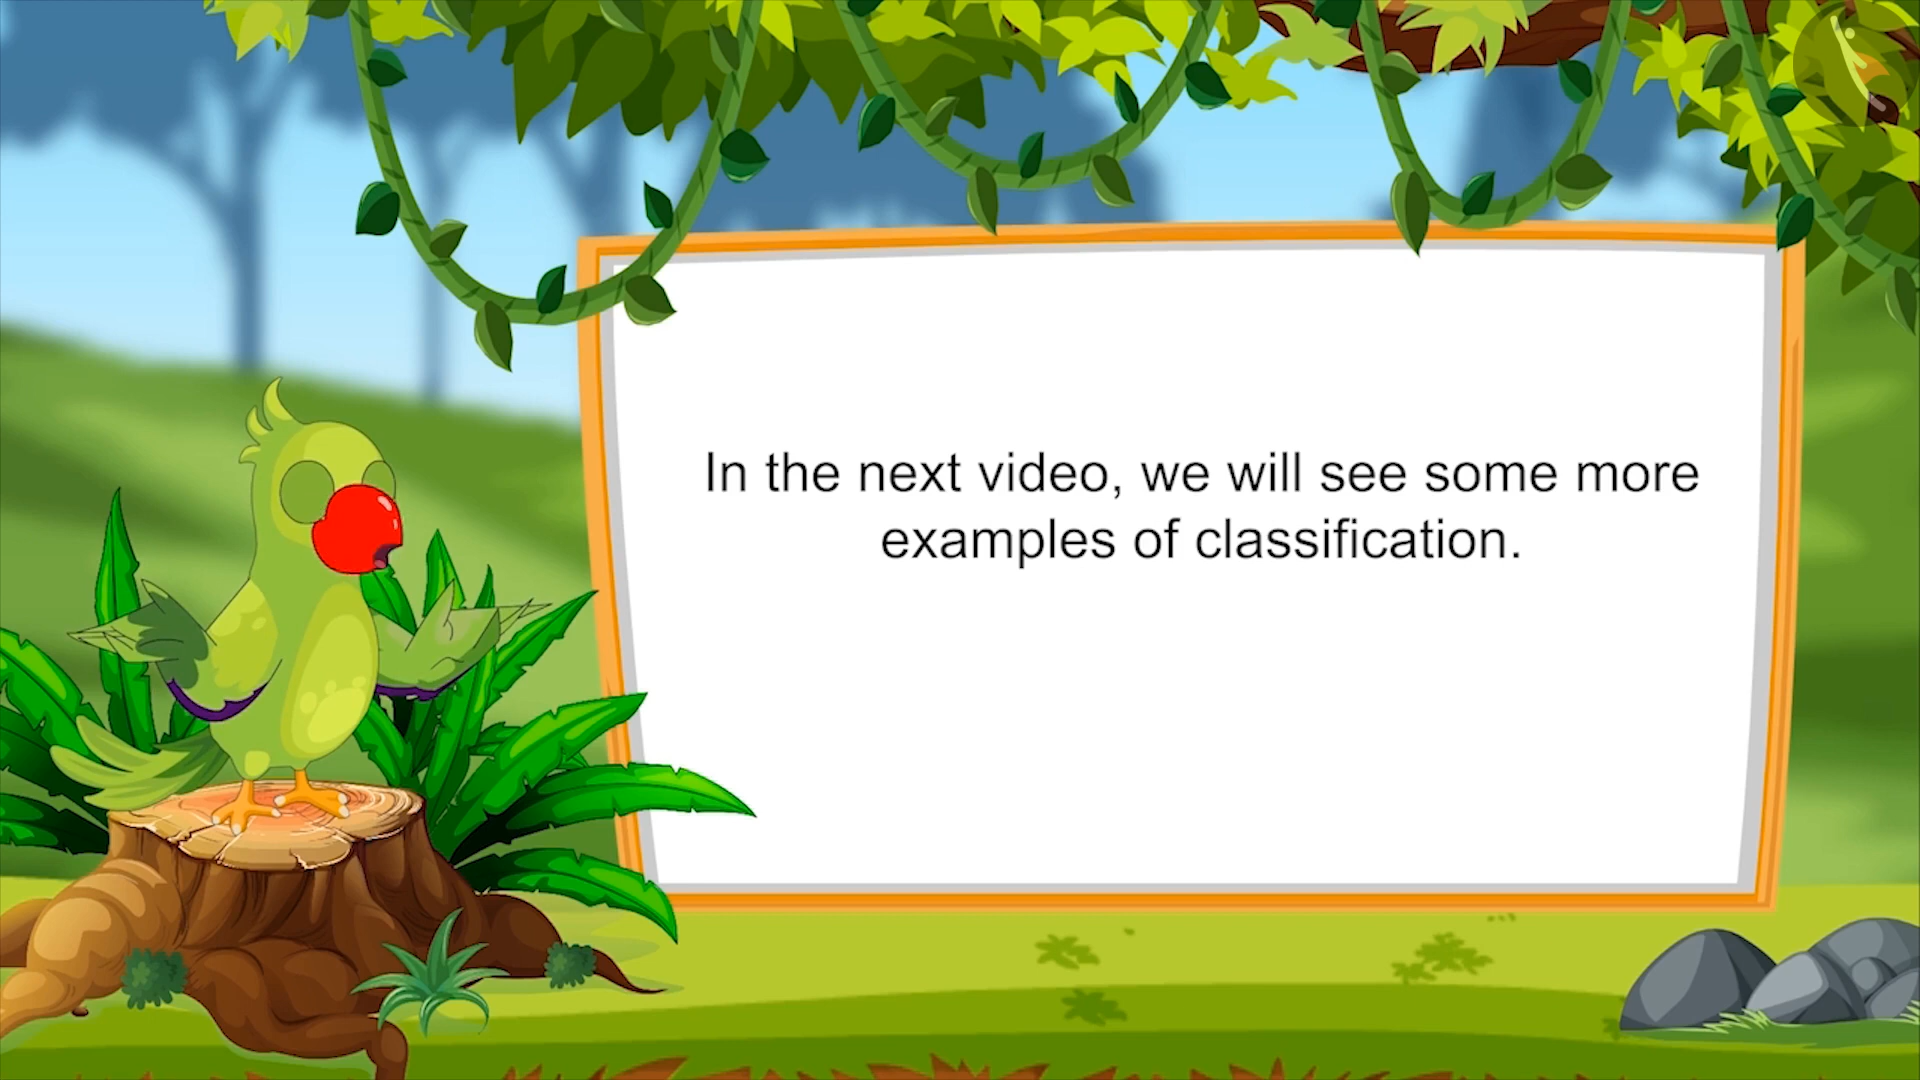 In the next video, we will see some more
examples of classification.